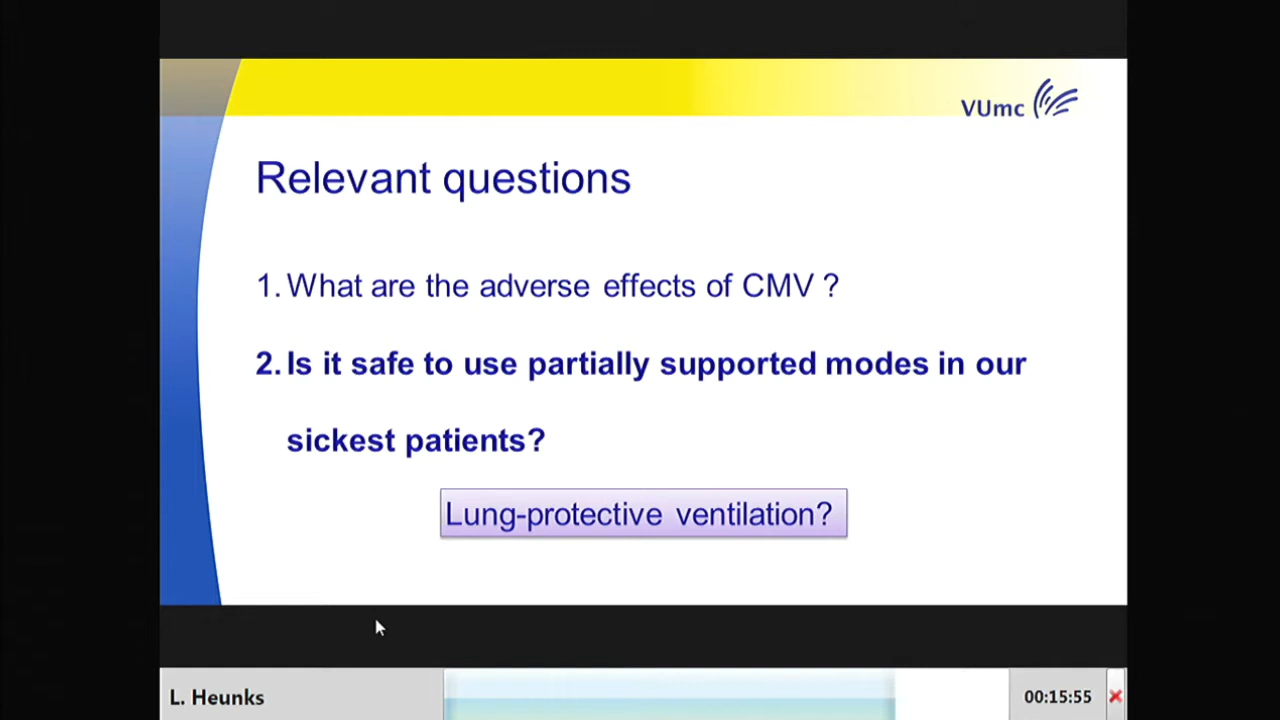 VUmc
Relevant questions
1. What are the adverse effects of CMV ?
2. Is it safe to use partially supported modes in our
sickest patients?
Lung-protective ventilation?
L. Heunks
00:15:55